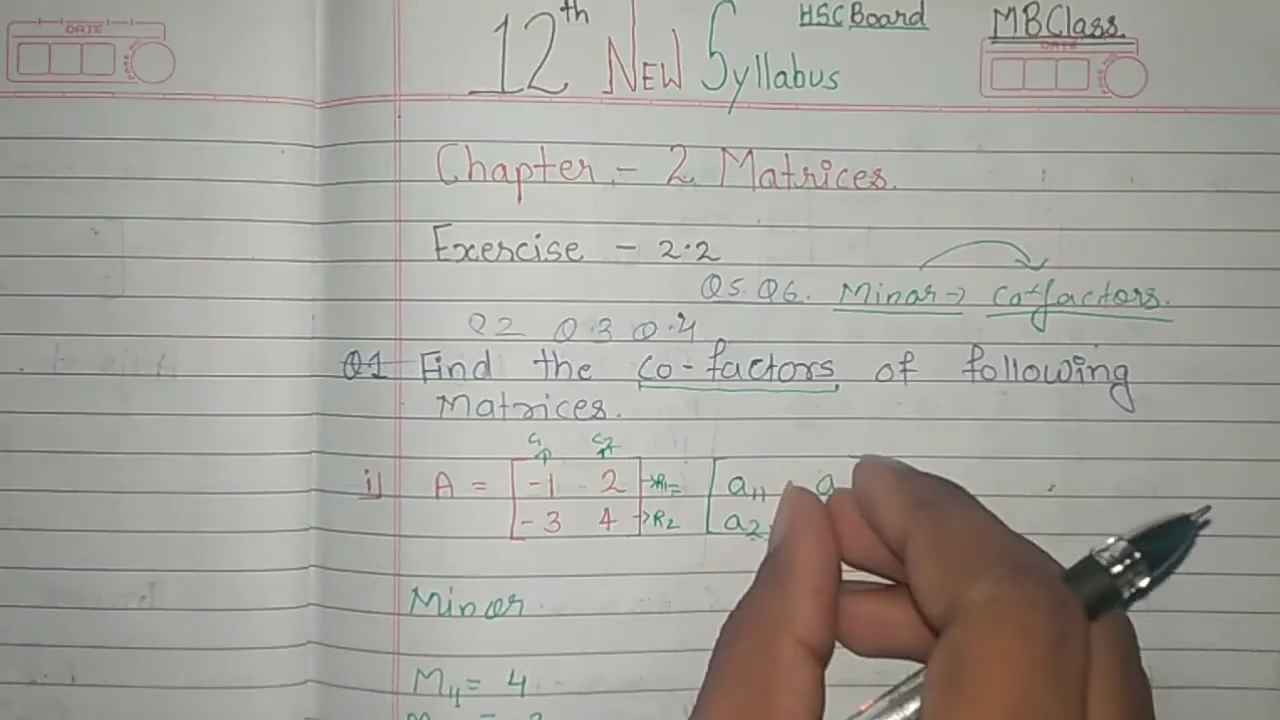 DATE
12th New Syllabus
HSC Board
MBClass
DATE
Chapter - 2 Matrices.
Exercise - 2.2
Q5. Q6. Minor → Co-factors.
Q2 Q.3 Q.4
Q1 Find the co-factors of following
Matrices.
C1 C2
i) A = [ -1 2 →R1 = [ a11 a
-3 4 ] →R2 a2
Minor
M11 = 4